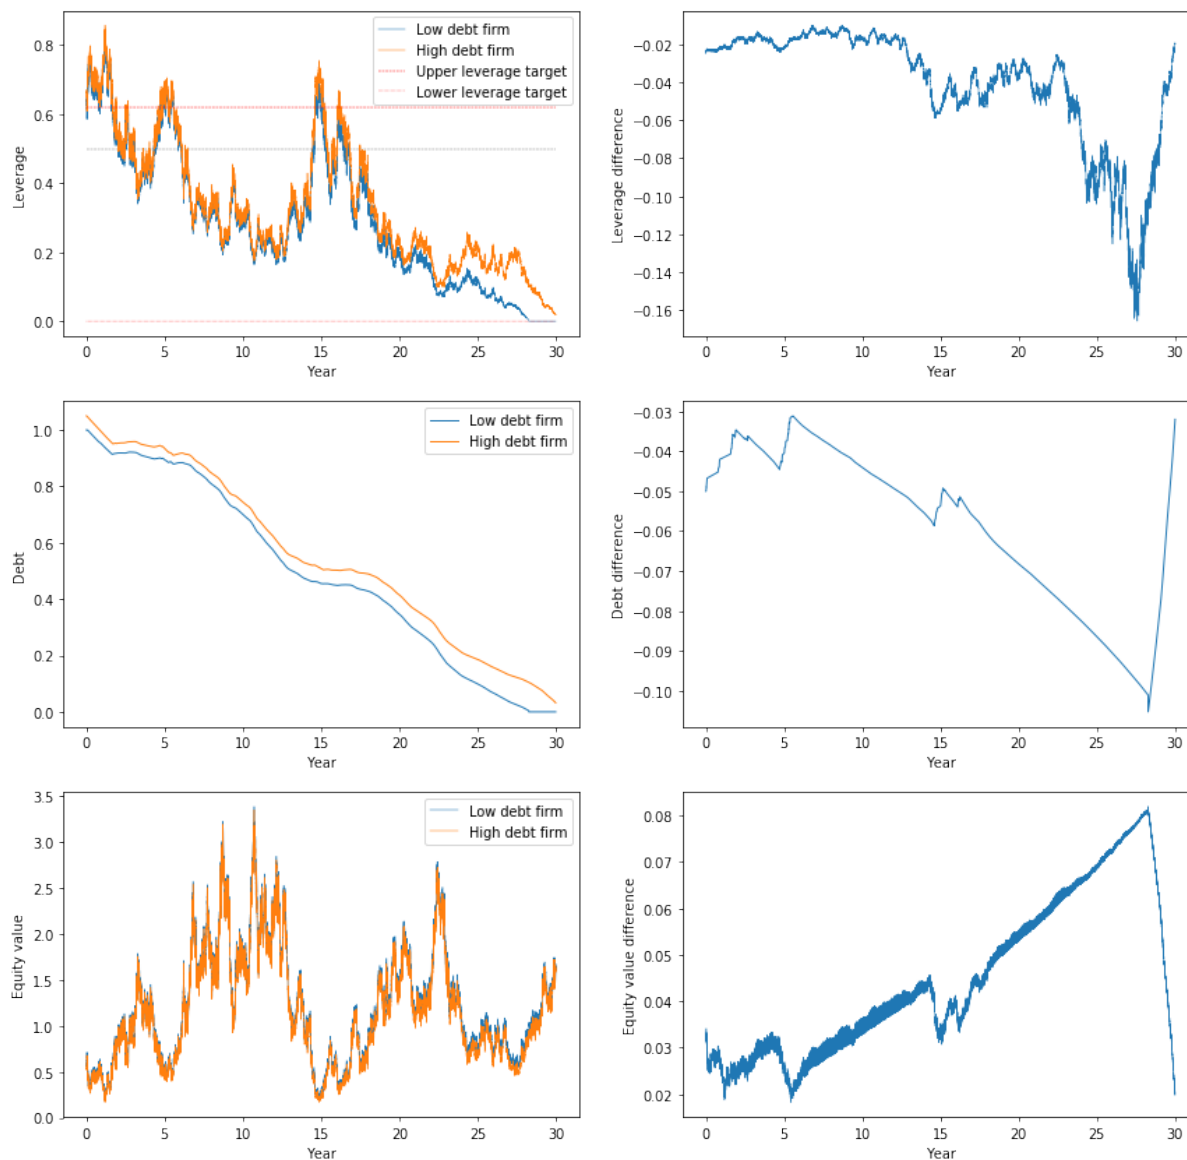 Low debt firm
High debt firm
Upper leverage target
Lower leverage target
Leverage
0.8
0.6
0.4
0.2
0.0
0 5 10 15 20 25 30
Year
Leverage difference
−0.02
−0.04
−0.06
−0.08
−0.10
−0.12
−0.14
−0.16
0 5 10 15 20 25 30
Year
Low debt firm
High debt firm
Debt
1.0
0.8
0.6
0.4
0.2
0.0
0 5 10 15 20 25 30
Year
Debt difference
−0.03
−0.04
−0.05
−0.06
−0.07
−0.08
−0.09
−0.10
0 5 10 15 20 25 30
Year
Low debt firm
High debt firm
Equity value
3.5
3.0
2.5
2.0
1.5
1.0
0.5
0.0
0 5 10 15 20 25 30
Year
Equity value difference
0.08
0.07
0.06
0.05
0.04
0.03
0.02
0 5 10 15 20 25 30
Year